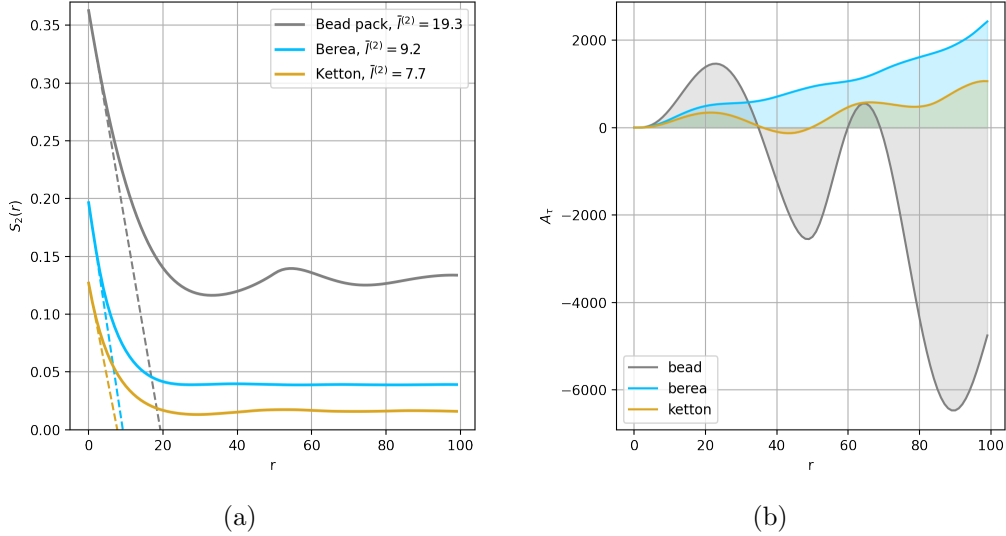 0.35
0.30
0.25
0.20
0.15
0.10
0.05
0.00
S₂(r)
0 20 40 60 80 100
r
Bead pack, l̃⁽²⁾ = 19.3
Berea, l̃⁽²⁾ = 9.2
Ketton, l̃⁽²⁾ = 7.7
(a)
2000
0
−2000
−4000
−6000
A_τ
0 20 40 60 80 100
r
bead
berea
ketton
(b)